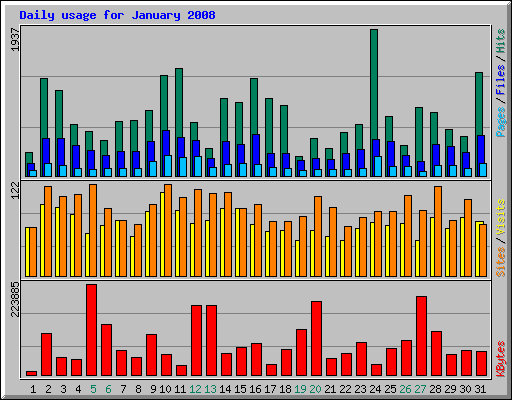 Daily usage for January 2008
1937
Pages / Files / Hits
122
Sites / Visits
223885
KBytes
1 2 3 4 5 6 7 8 9 10 11 12 13 14 15 16 17 18 19 20 21 22 23 24 25 26 27 28 29 30 31